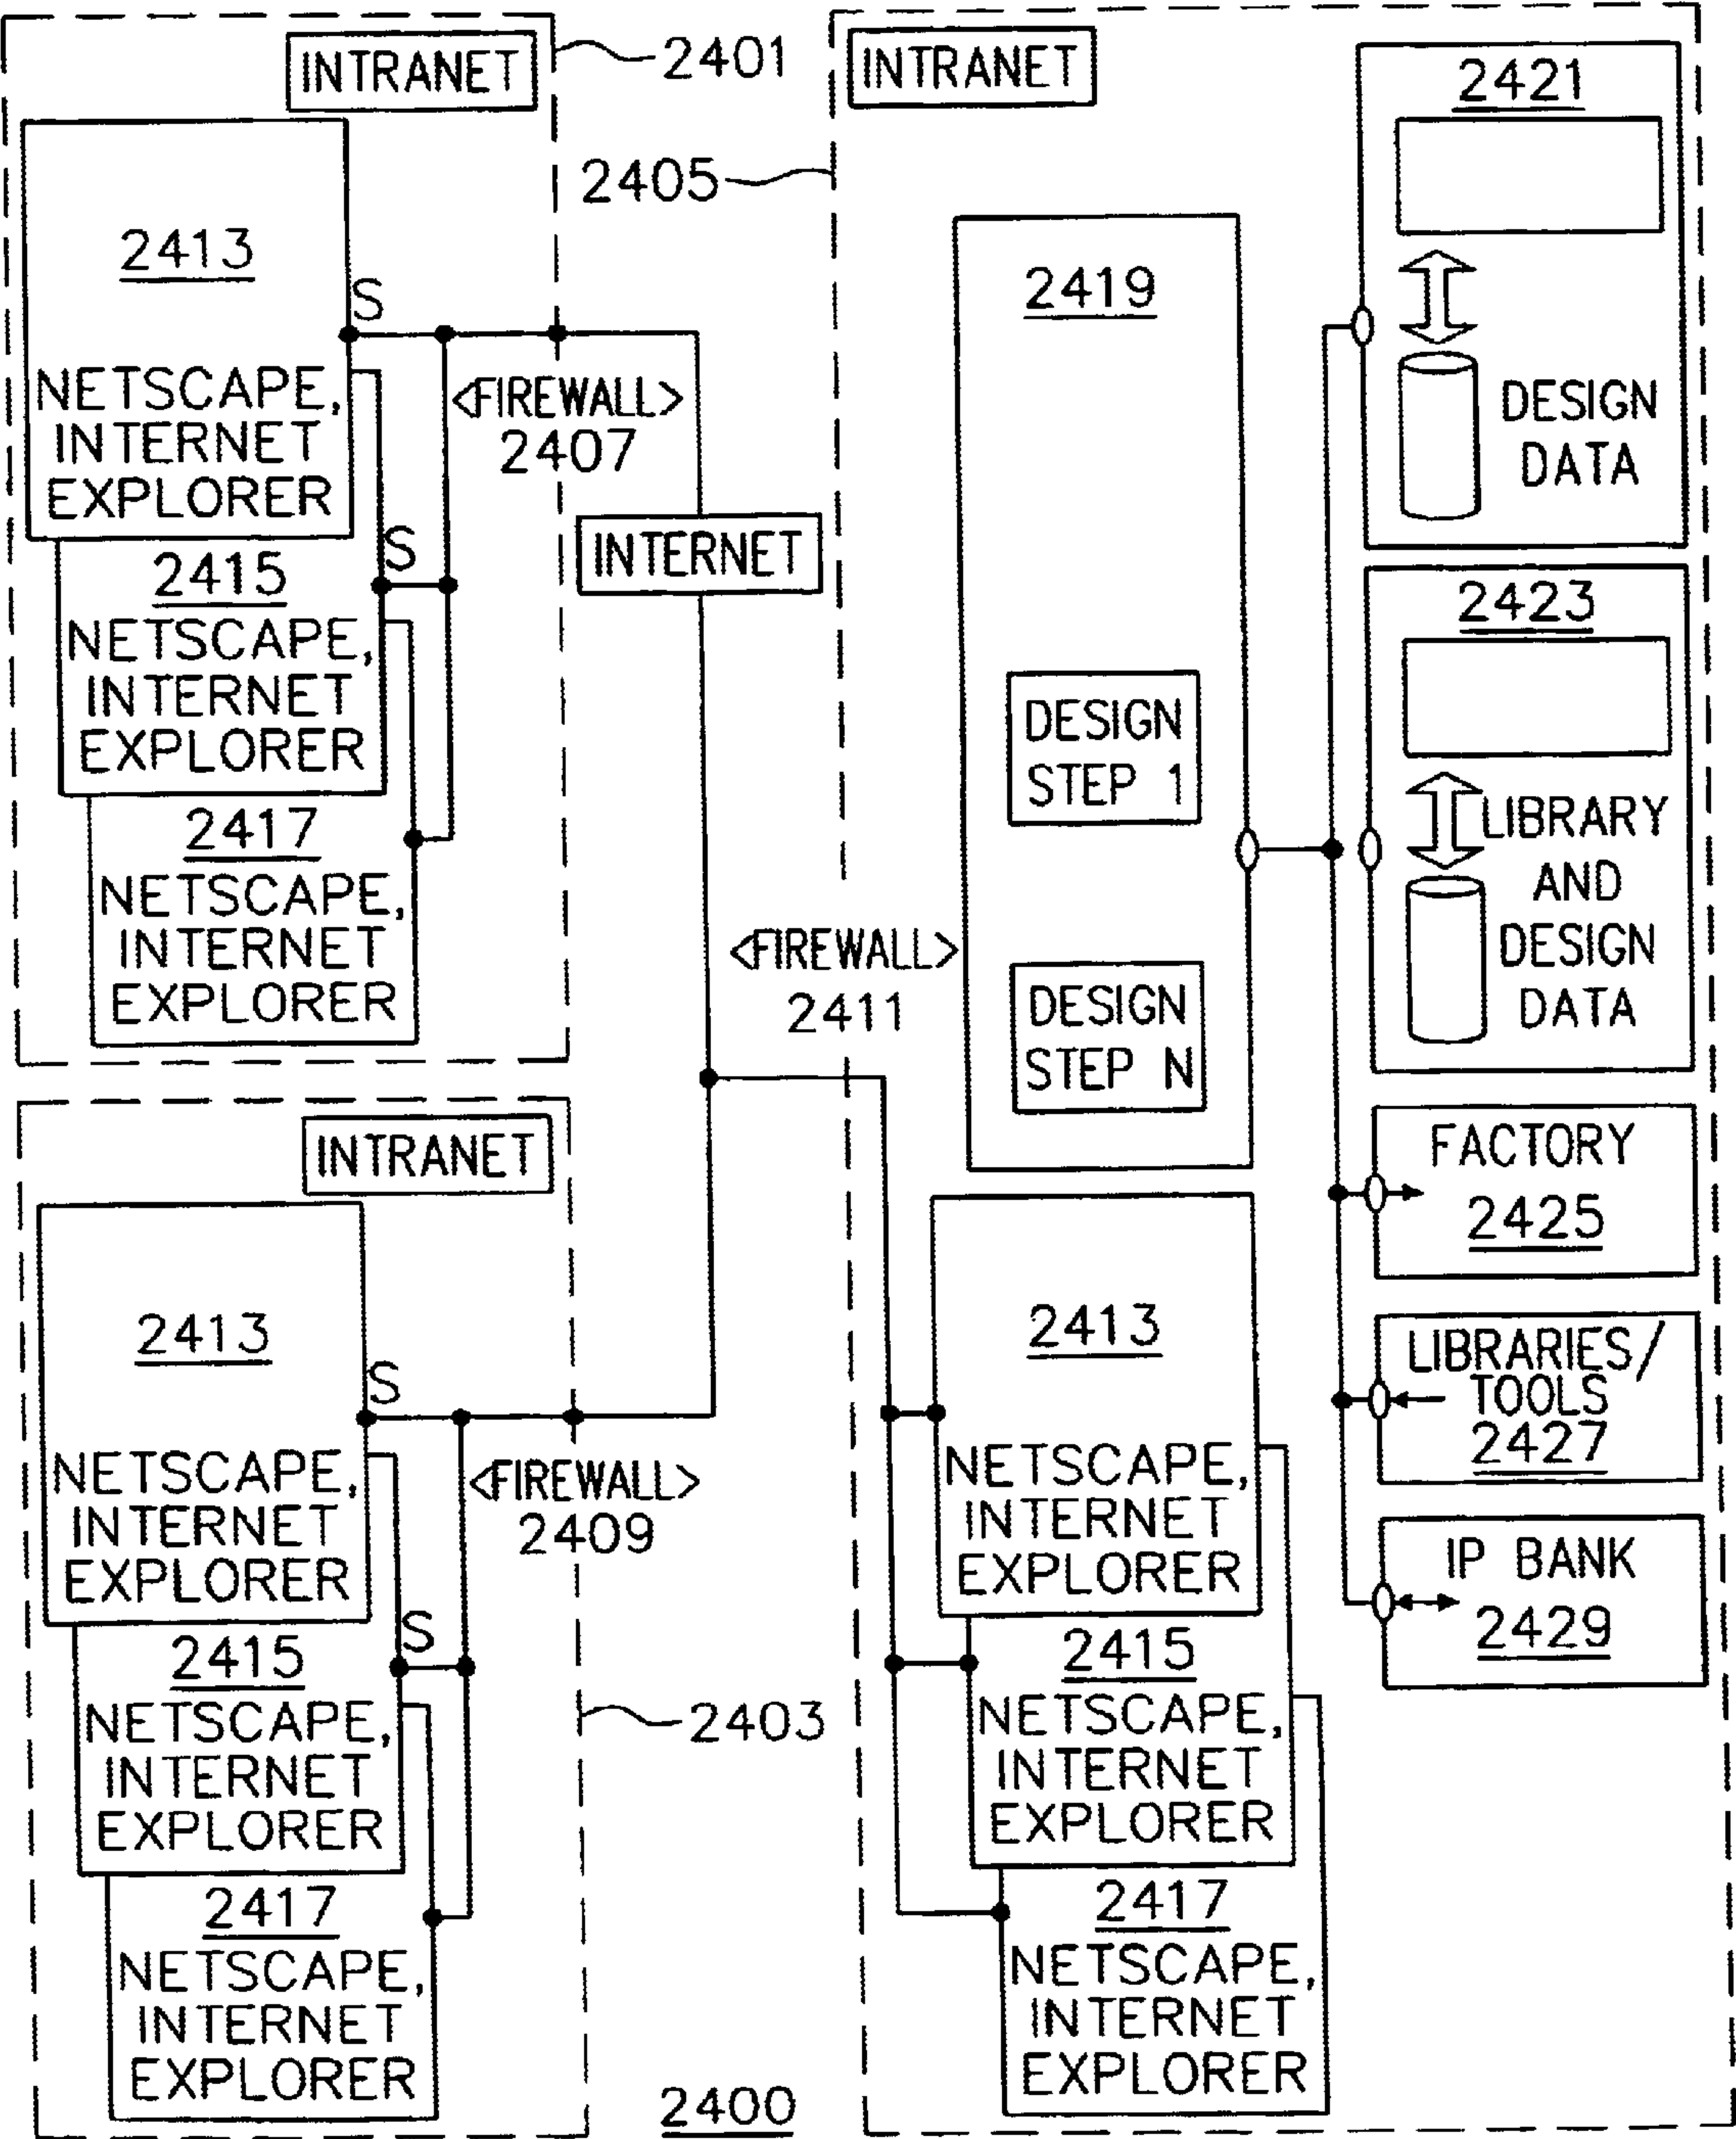 INTRANET
2401
2413
S
NETSCAPE,
INTERNET
EXPLORER
<FIREWALL>
2407
S
2415
NETSCAPE,
INTERNET
EXPLORER
2417
NETSCAPE,
INTERNET
EXPLORER
INTERNET
INTRANET
2413
S
NETSCAPE,
INTERNET
EXPLORER
<FIREWALL>
2409
S
2415
NETSCAPE,
INTERNET
EXPLORER
2403
2417
NETSCAPE,
INTERNET
EXPLORER
2400
INTRANET
2405
2419
DESIGN
STEP 1
DESIGN
STEP N
<FIREWALL>
2411
2413
NETSCAPE,
INTERNET
EXPLORER
2415
NETSCAPE,
INTERNET
EXPLORER
2417
NETSCAPE,
INTERNET
EXPLORER
2421
DESIGN
DATA
2423
LIBRARY
AND
DESIGN
DATA
FACTORY
2425
LIBRARIES/
TOOLS
2427
IP BANK
2429